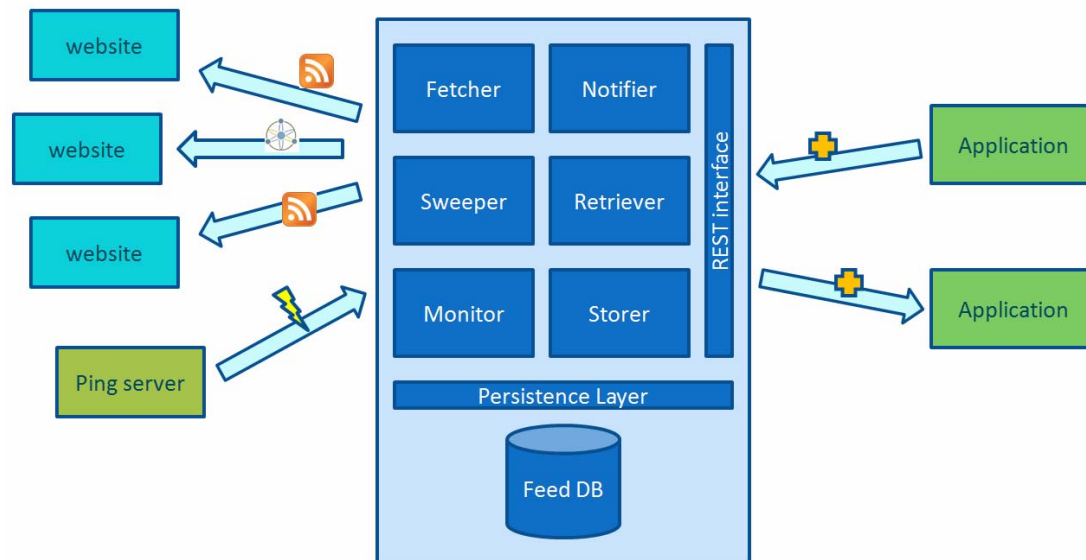 website
website
website
Ping server
Fetcher
Notifier
Sweeper
Retriever
Monitor
Storer
REST interface
Persistence Layer
Feed DB
Application
Application